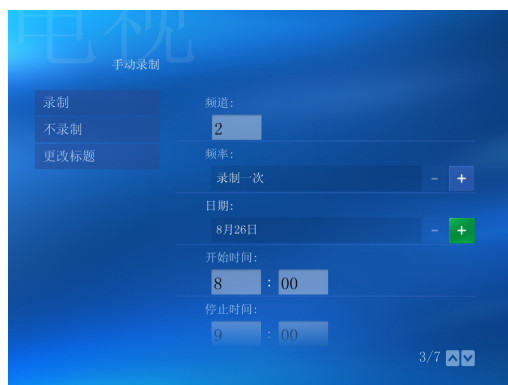 电视
手动录制
录制
不录制
更改标题
频道:
2
频率:
录制一次
- +
日期:
8月26日
- +
开始时间:
8 : 00
停止时间:
9 : 00
3/7